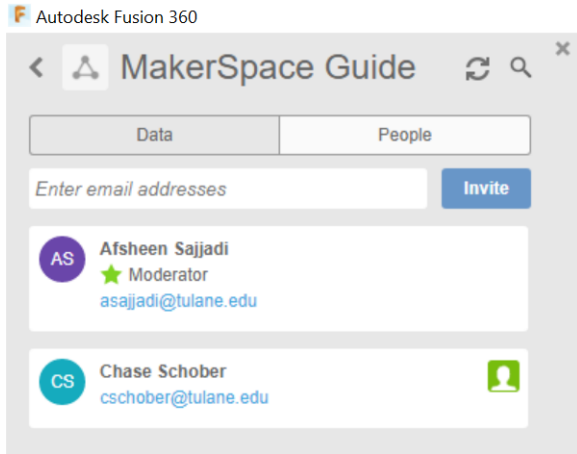 Autodesk Fusion 360
MakerSpace Guide
Data People
Enter email addresses Invite
AS Afsheen Sajjadi
Moderator
asajjadi@tulane.edu
CS Chase Schober
cschober@tulane.edu